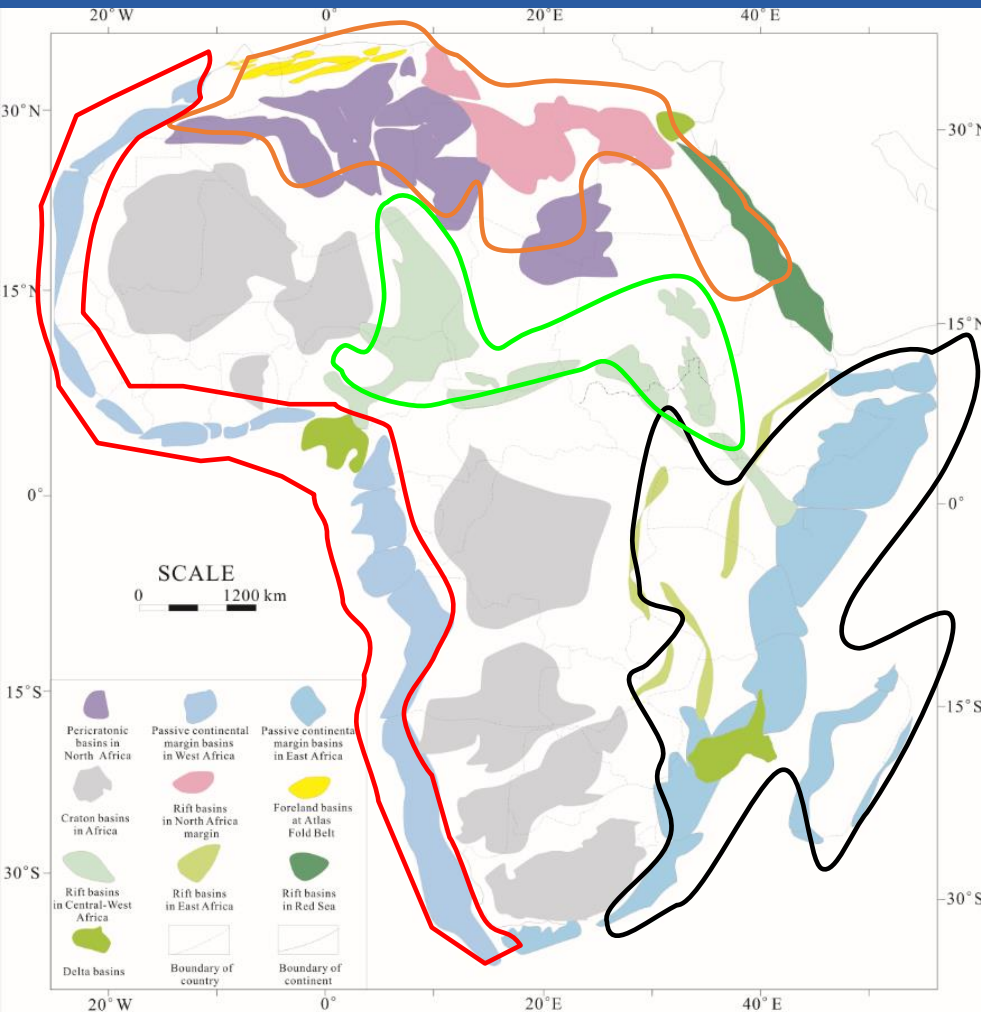 20°W 0° 20°E 40°E
30°N 30°N
15°N 15°N
0° 0°
SCALE
0 1200 km
15°S 15°S
Pericratonic basins in North Africa
Passive continental margin basins in West Africa
Passive continenta margin basins in East Africa
Craton basins in Africa
Rift basins in North Africa margin
Foreland basins at Atlas Fold Belt
30°S 30°S
Rift basins in Central-West Africa
Rift basins in East Africa
Rift basins in Red Sea
Delta basins
Boundary of country
Boundary of continent
20°W 0° 20°E 40°E